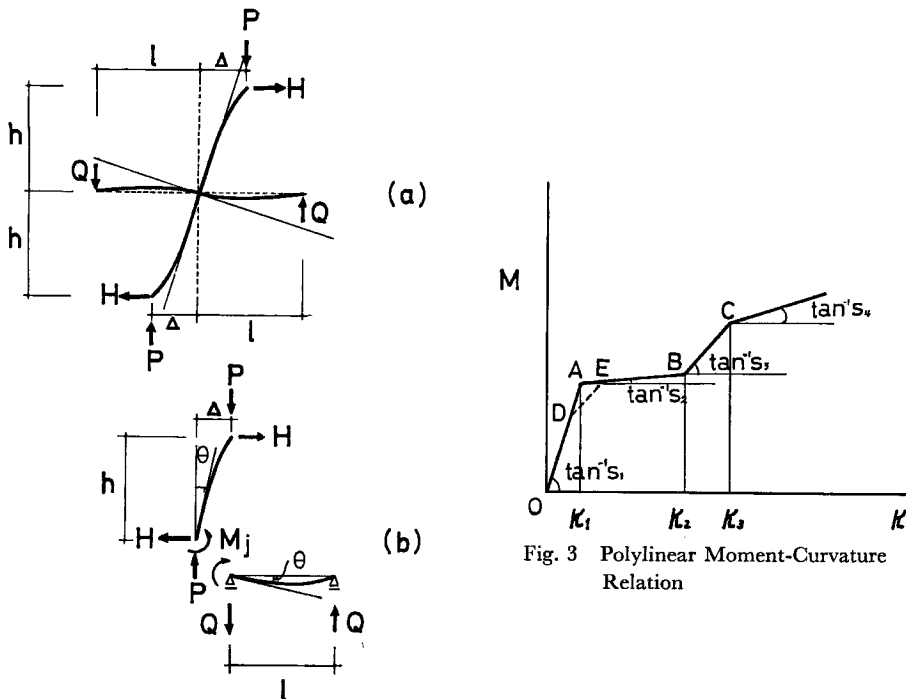 P
l
Δ
H
h
Q
(a)
Q
h
H
Δ
l
P
P
Δ
H
θ
h
(b)
H
Mj
θ
P
Q
Q
l
M
C
tan⁻¹s₄
A
E
B
tan⁻¹s₃
D
tan⁻¹s₂
tan⁻¹s₁
O
K₁
K₂
K₃
K
Fig. 3 Polylinear Moment-Curvature
Relation